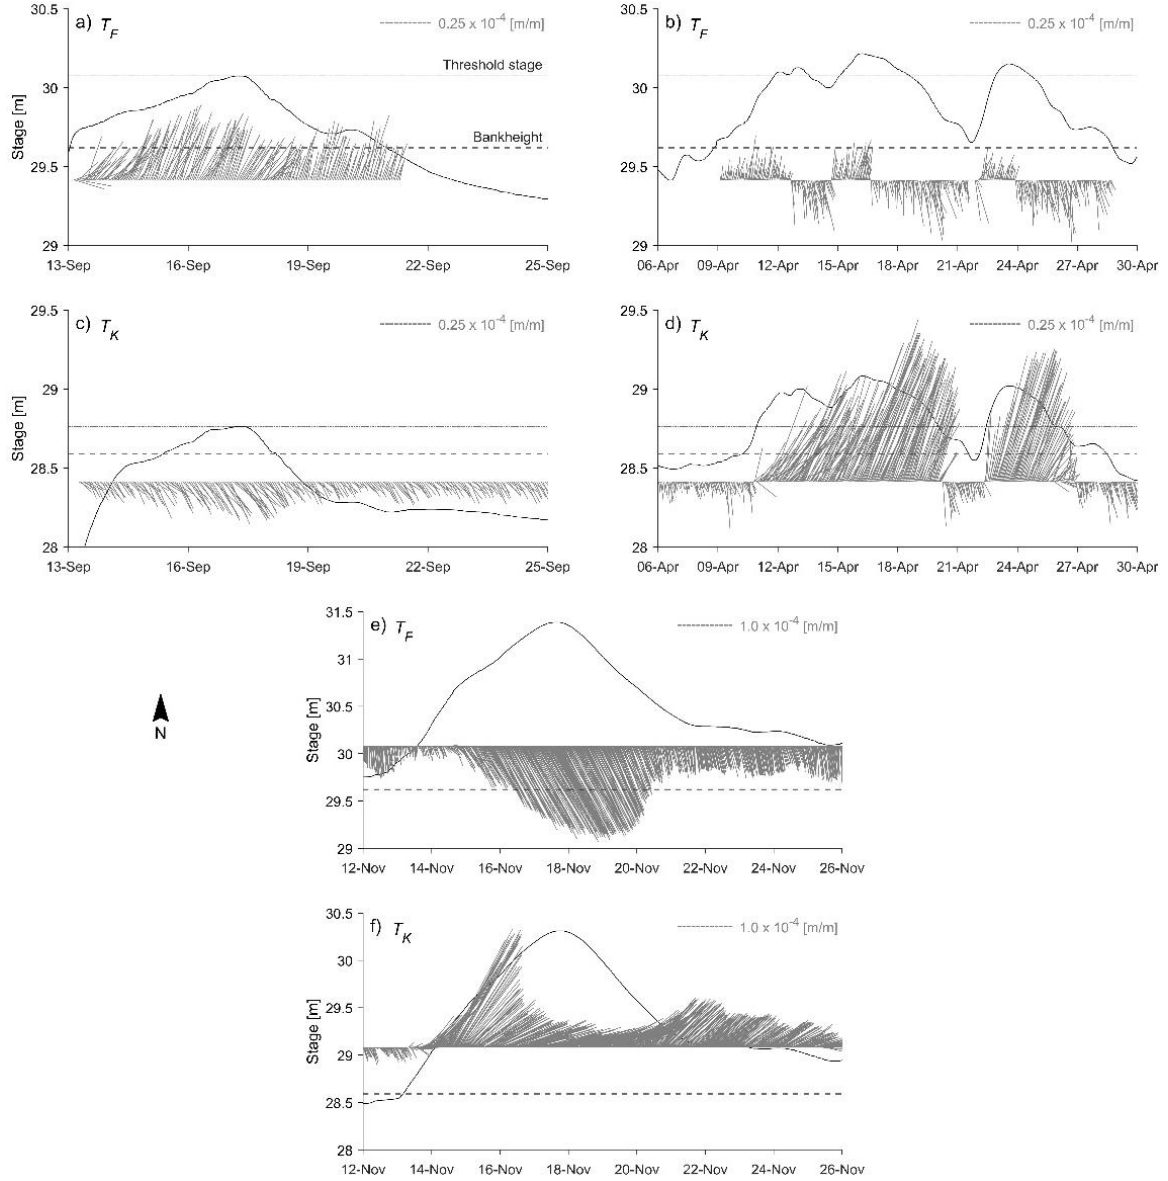 30.5
a) T_F
0.25 x 10^-4 [m/m]
30
Threshold stage
Bankheight
29.5
29
Stage [m]
13-Sep 16-Sep 19-Sep 22-Sep 25-Sep
30.5
b) T_F
0.25 x 10^-4 [m/m]
30
29.5
29
06-Apr 09-Apr 12-Apr 15-Apr 18-Apr 21-Apr 24-Apr 27-Apr 30-Apr
29.5
c) T_K
0.25 x 10^-4 [m/m]
29
28.5
28
Stage [m]
13-Sep 16-Sep 19-Sep 22-Sep 25-Sep
29.5
d) T_K
0.25 x 10^-4 [m/m]
29
28.5
28
06-Apr 09-Apr 12-Apr 15-Apr 18-Apr 21-Apr 24-Apr 27-Apr 30-Apr
N
31.5
e) T_F
1.0 x 10^-4 [m/m]
31
30.5
30
29.5
29
Stage [m]
12-Nov 14-Nov 16-Nov 18-Nov 20-Nov 22-Nov 24-Nov 26-Nov
30.5
f) T_K
1.0 x 10^-4 [m/m]
30
29.5
29
28.5
28
Stage [m]
12-Nov 14-Nov 16-Nov 18-Nov 20-Nov 22-Nov 24-Nov 26-Nov